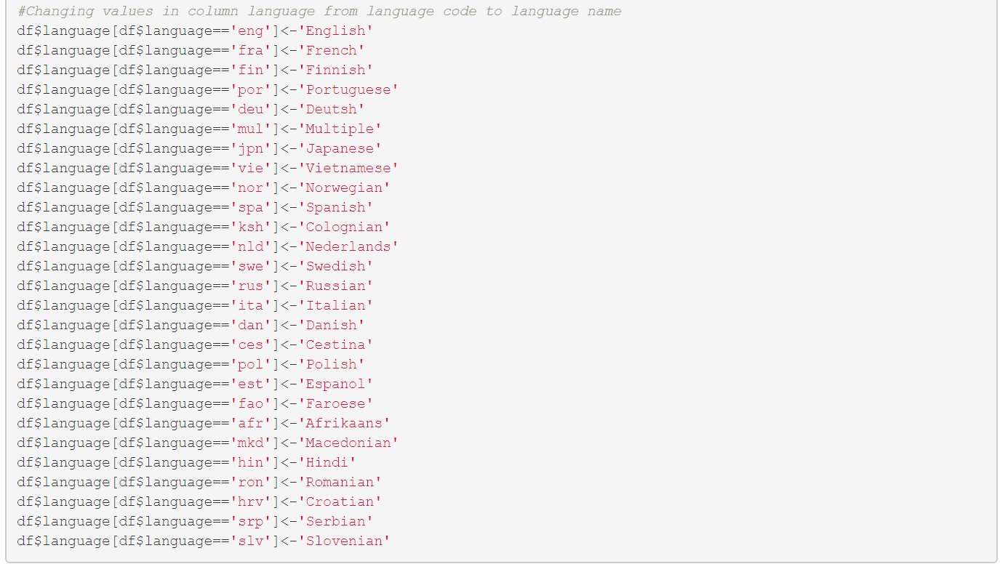 #Changing values in column language from language code to language name
df$language[df$language=='eng']<-'English'
df$language[df$language=='fra']<-'French'
df$language[df$language=='fin']<-'Finnish'
df$language[df$language=='por']<-'Portuguese'
df$language[df$language=='deu']<-'Deutsh'
df$language[df$language=='mul']<-'Multiple'
df$language[df$language=='jpn']<-'Japanese'
df$language[df$language=='vie']<-'Vietnamese'
df$language[df$language=='nor']<-'Norwegian'
df$language[df$language=='spa']<-'Spanish'
df$language[df$language=='ksh']<-'Colognian'
df$language[df$language=='nld']<-'Nederlands'
df$language[df$language=='swe']<-'Swedish'
df$language[df$language=='rus']<-'Russian'
df$language[df$language=='ita']<-'Italian'
df$language[df$language=='dan']<-'Danish'
df$language[df$language=='ces']<-'Cestina'
df$language[df$language=='pol']<-'Polish'
df$language[df$language=='est']<-'Espanol'
df$language[df$language=='fao']<-'Faroese'
df$language[df$language=='afr']<-'Afrikaans'
df$language[df$language=='mkd']<-'Macedonian'
df$language[df$language=='hin']<-'Hindi'
df$language[df$language=='ron']<-'Romanian'
df$language[df$language=='hrv']<-'Croatian'
df$language[df$language=='srp']<-'Serbian'
df$language[df$language=='slv']<-'Slovenian'